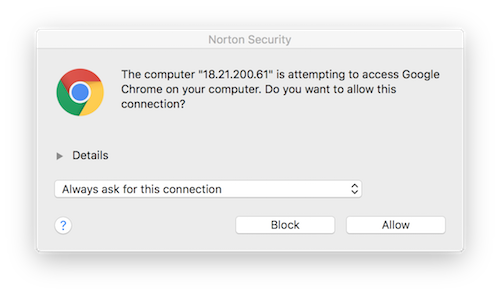 Norton Security
The computer "18.21.200.61" is attempting to access Google
Chrome on your computer. Do you want to allow this
connection?
Details
Always ask for this connection
?
Block
Allow